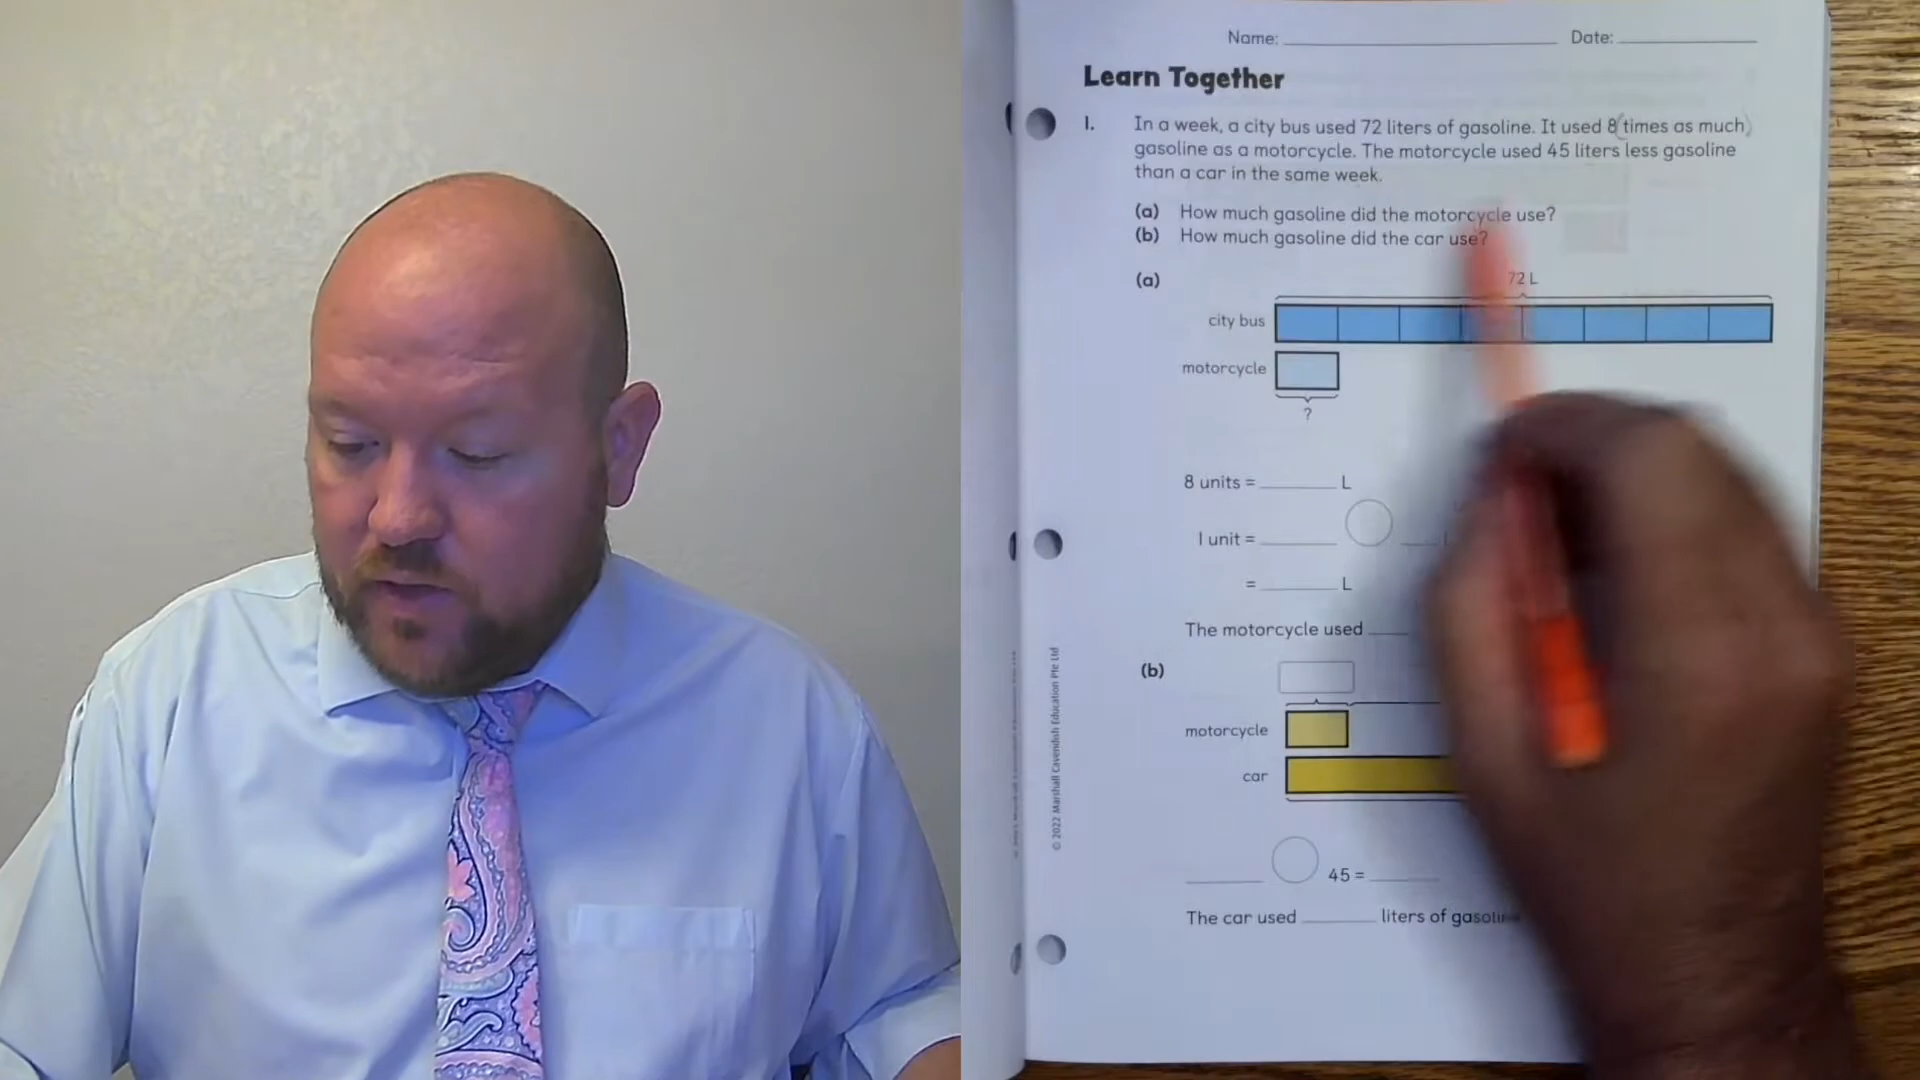 Name: Date:
Learn Together
1. In a week, a city bus used 72 liters of gasoline. It used 8 times as much
gasoline as a motorcycle. The motorcycle used 45 liters less gasoline
than a car in the same week.
(a) How much gasoline did the motorcycle use?
(b) How much gasoline did the car use?
(a)
72 L
city bus
motorcycle
?
8 units = L
1 unit =
= L
The motorcycle used
(b)
motorcycle
car
45 =
The car used liters of
© 2022 Marshall Cavendish Education Pte Ltd